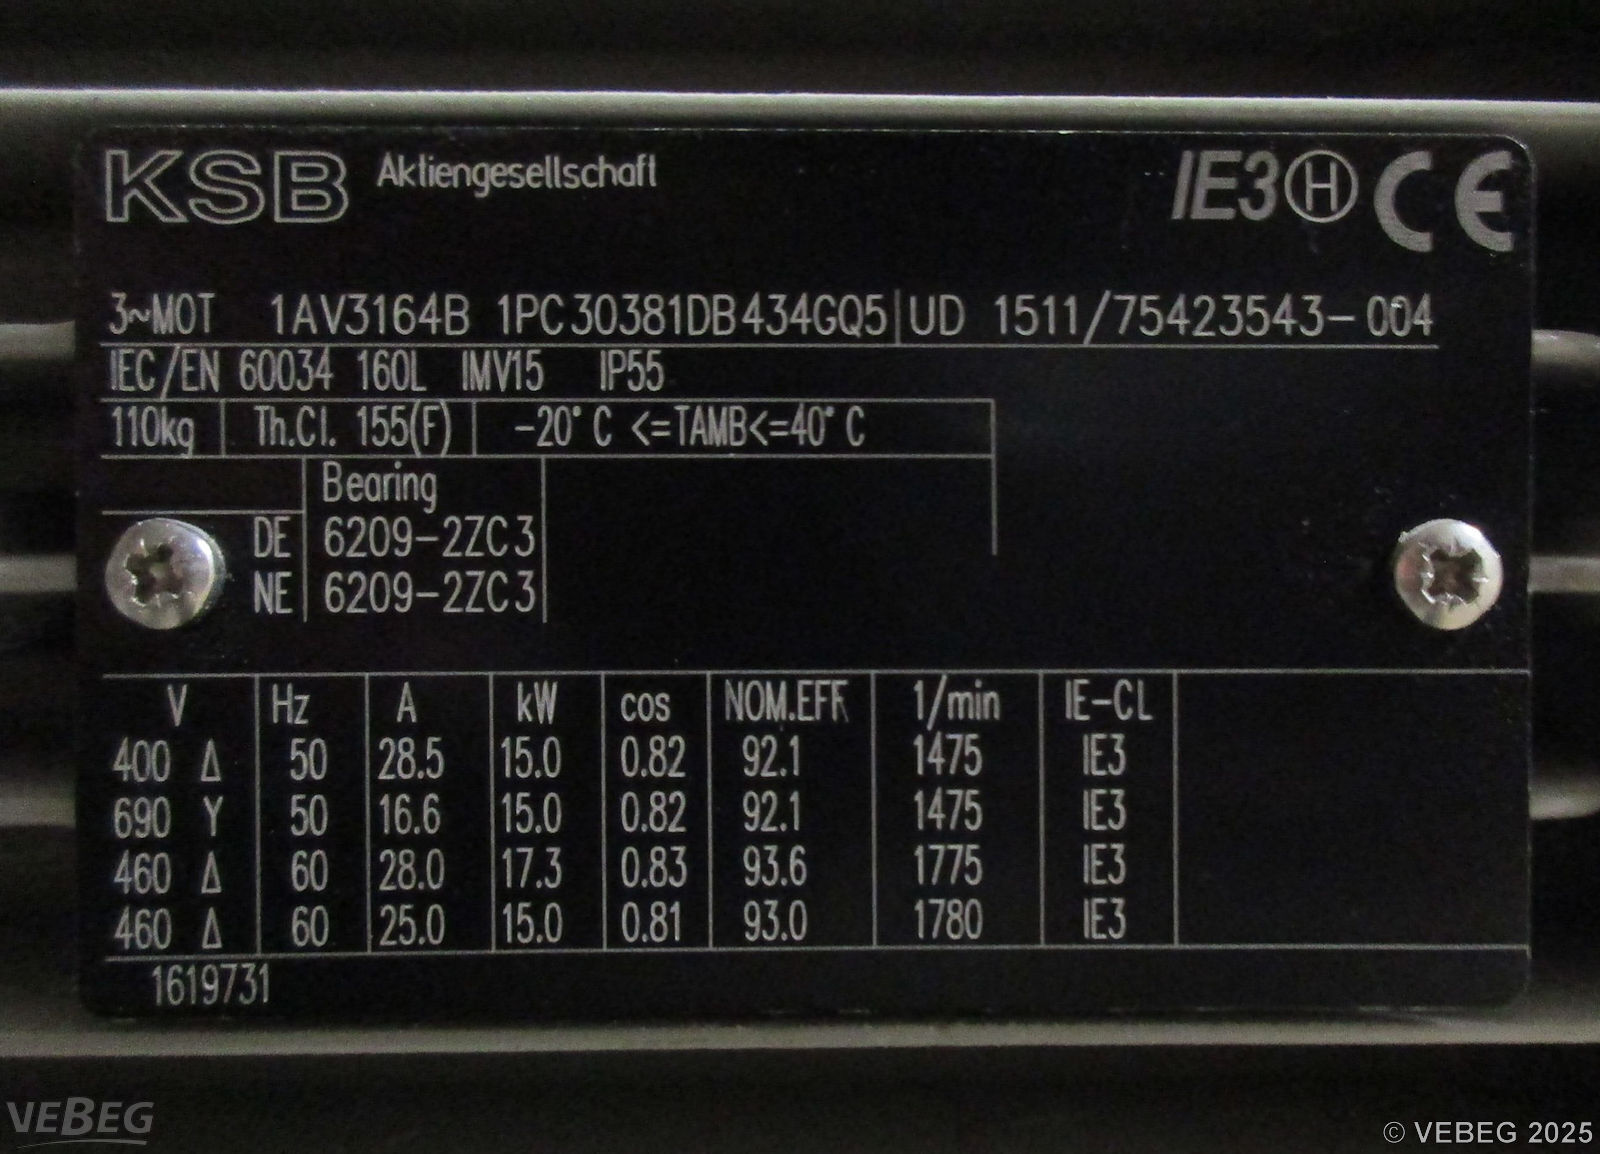 KSB Aktiengesellschaft IE3 H CE
3~MOT 1AV3164B 1PC30381DB434GQ5 UD 1511/75423543-004
IEC/EN 60034 160L IMV15 IP55
110kg Th.Cl. 155(F) -20°C <=TAMB<=40°C
Bearing
DE 6209-2ZC3
NE 6209-2ZC3
V Hz A kW cos NOM.EFF 1/min IE-CL
400 Δ 50 28.5 15.0 0.82 92.1 1475 IE3
690 Y 50 16.6 15.0 0.82 92.1 1475 IE3
460 Δ 60 28.0 17.3 0.83 93.6 1775 IE3
460 Δ 60 25.0 15.0 0.81 93.0 1780 IE3
1619731
VEBEG
© VEBEG 2025